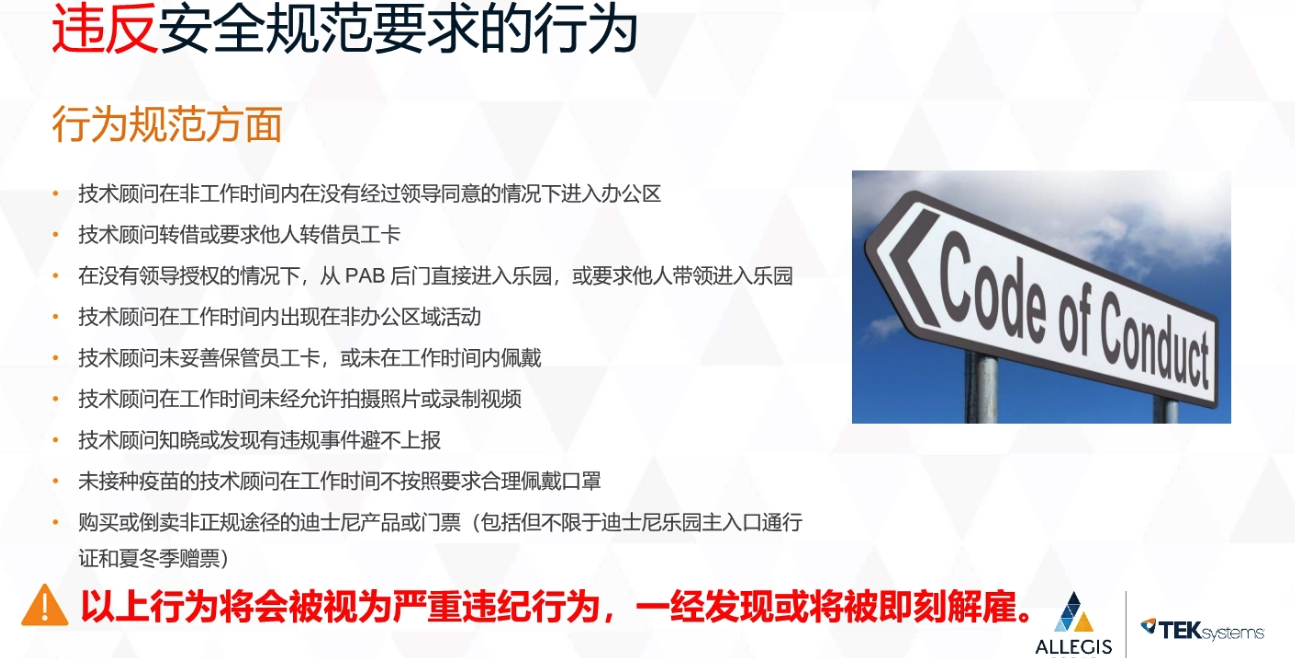 违反安全规范要求的行为
行为规范方面
• 技术顾问在非工作时间内在没有经过领导同意的情况下进入办公区
• 技术顾问转借或要求他人转借员工卡
• 在没有领导授权的情况下，从 PAB 后门直接进入乐园，或要求他人带领进入乐园
• 技术顾问在工作时间内出现在非办公区域活动
• 技术顾问未妥善保管员工卡，或未在工作时间内佩戴
• 技术顾问在工作时间未经允许拍摄照片或录制视频
• 技术顾问知晓或发现有违规事件避不上报
• 未接种疫苗的技术顾问在工作时间不按照要求合理佩戴口罩
• 购买或倒卖非正规途径的迪士尼产品或门票（包括但不限于迪士尼乐园主入口通行
证和夏冬季赠票）
Code of Conduct
以上行为将会被视为严重违纪行为，一经发现或将被即刻解雇。
ALLEGIS
TEKsystems